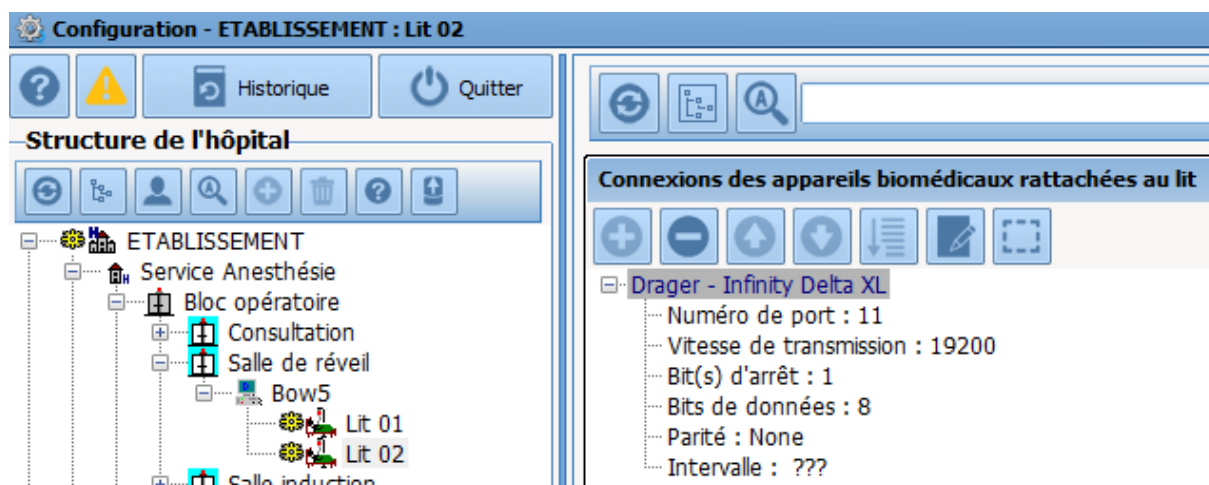 Configuration - ETABLISSEMENT : Lit 02
Historique
Quitter
Structure de l'hôpital
ETABLISSEMENT
Service Anesthésie
Bloc opératoire
Consultation
Salle de réveil
Bow5
Lit 01
Lit 02
Salle induction
Connexions des appareils biomédicaux rattachées au lit
Drager - Infinity Delta XL
Numéro de port : 11
Vitesse de transmission : 19200
Bit(s) d'arrêt : 1
Bits de données : 8
Parité : None
Intervalle : ???